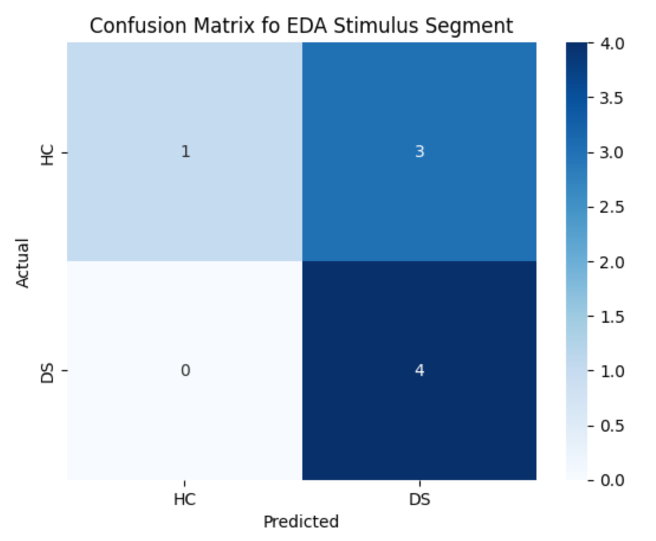 Confusion Matrix fo EDA Stimulus Segment
4.0
3.5
3.0
2.5
2.0
1.5
1.0
0.5
0.0
Actual
HC
1
3
DS
0
4
HC
DS
Predicted